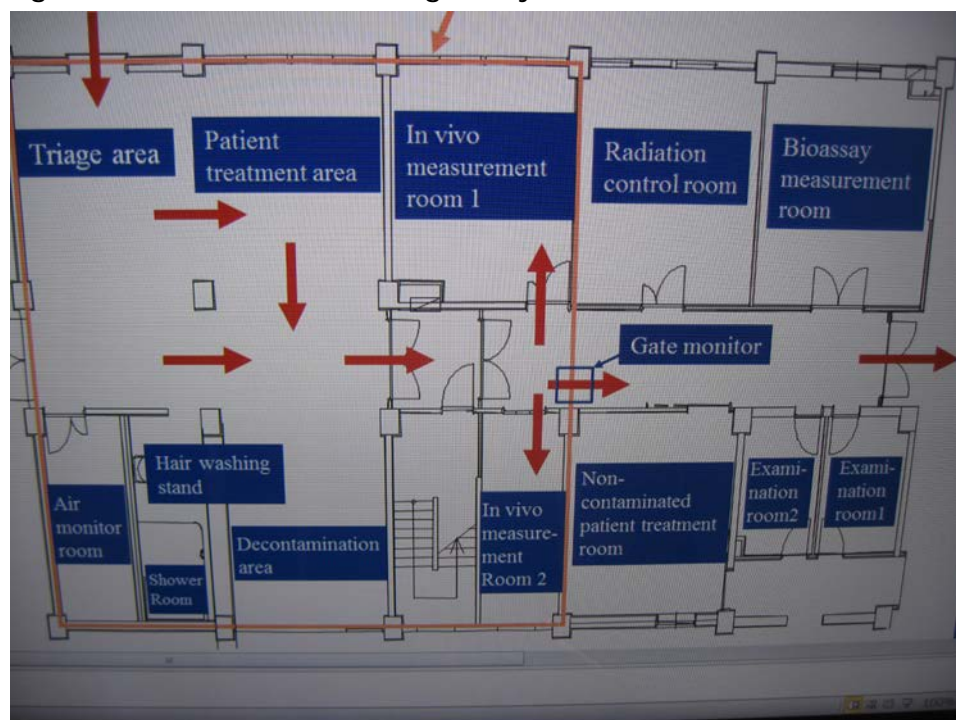 Triage area
Patient
treatment area
In vivo
measurement
room 1
Radiation
control room
Bioassay
measurement
room
Gate monitor
Hair washing
stand
Air
monitor
room
Shower
Room
Decontamination
area
In vivo
measure-
ment
Room 2
Non-
contaminated
patient treatment
room
Exami-
nation
room2
Exami-
nation
room1